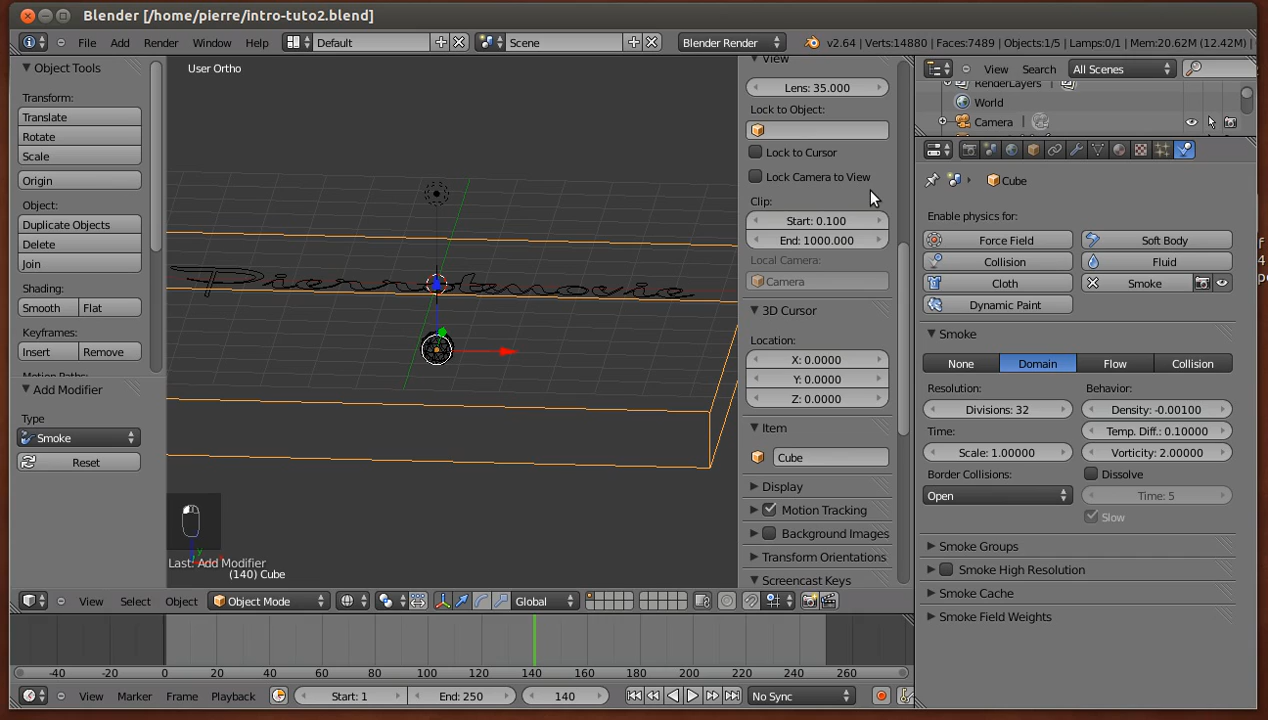 Blender [/home/pierre/intro-tuto2.blend]
File Add Render Window Help Default Scene Blender Render v2.64 | Verts:14880 | Faces:7489 | Objects:1/5 | Lamps:0/1 | Mem:20.62M (12.42M)
Object Tools
Transform:
Translate
Rotate
Scale
Origin
Object:
Duplicate Objects
Delete
Join
Shading:
Smooth Flat
Keyframes:
Insert Remove
Add Modifier
Type
Smoke
Reset
User Ortho
Pierrotmovie
Last: Add Modifier
(140) Cube
View
Lens: 35.000
Lock to Object:
Lock to Cursor
Lock Camera to View
Clip:
Start: 0.100
End: 1000.000
Local Camera:
Camera
3D Cursor
Location:
X: 0.0000
Y: 0.0000
Z: 0.0000
Item
Cube
Display
Motion Tracking
Background Images
Transform Orientations
Screencast Keys
View Search All Scenes
RenderLayers
World
Camera
Cube
Enable physics for:
Force Field Soft Body
Collision Fluid
Cloth Smoke
Dynamic Paint
Smoke
None Domain Flow Collision
Resolution: Behavior:
Divisions: 32 Density: -0.00100
Time: Temp. Diff.: 0.10000
Scale: 1.00000 Vorticity: 2.00000
Border Collisions: Dissolve
Open Time: 5
Slow
Smoke Groups
Smoke High Resolution
Smoke Cache
Smoke Field Weights
View Select Object Object Mode Global
-40 -20 0 20 40 60 80 100 120 140 160 180 200 220 240 260
View Marker Frame Playback Start: 1 End: 250 140 No Sync